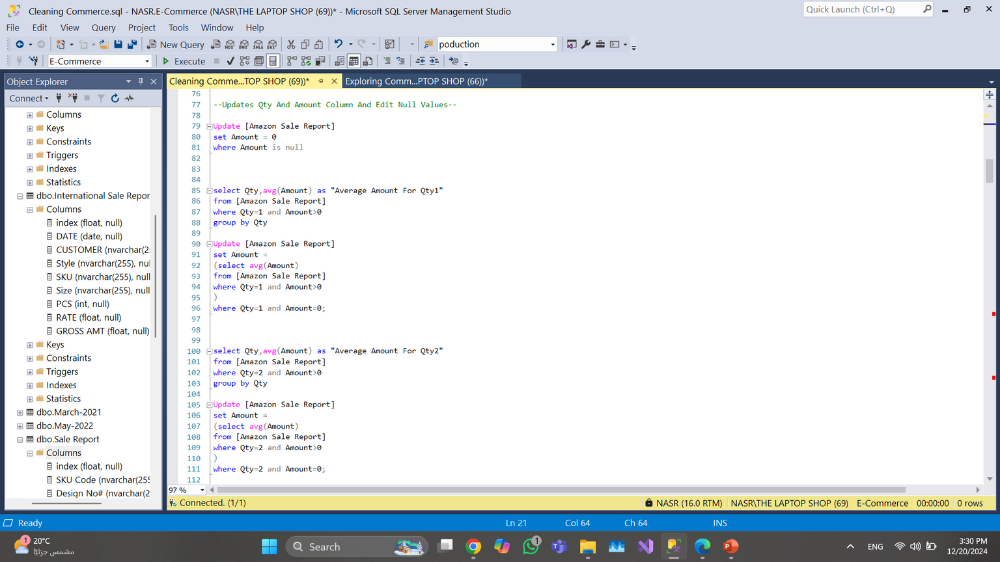 Cleaning Commerce.sql - NASR.E-Commerce (NASR\THE LAPTOP SHOP (69))* - Microsoft SQL Server Management Studio
Quick Launch (Ctrl+Q)
File Edit View Query Project Tools Window Help
New Query
MDX DMX XMLA DAX
poduction
E-Commerce
Execute
Object Explorer
Cleaning Comme...TOP SHOP (69))*
Exploring Comm...PTOP SHOP (66))*
Connect
Columns
Keys
Constraints
Triggers
Indexes
Statistics
dbo.International Sale Repor
Columns
index (float, null)
DATE (date, null)
CUSTOMER (nvarchar(2
Style (nvarchar(255), nul
SKU (nvarchar(255), null
Size (nvarchar(255), null
PCS (int, null)
RATE (float, null)
GROSS AMT (float, null)
Keys
Constraints
Triggers
Indexes
Statistics
dbo.March-2021
dbo.May-2022
dbo.Sale Report
Columns
index (float, null)
SKU Code (nvarchar(255
Design No# (nvarchar(2
76
77 --Updates Qty And Amount Column And Edit Null Values--
78
79 Update [Amazon Sale Report]
80 set Amount = 0
81 where Amount is null
82
83
84
85 select Qty,avg(Amount) as "Average Amount For Qty1"
86 from [Amazon Sale Report]
87 where Qty=1 and Amount>0
88 group by Qty
89
90 Update [Amazon Sale Report]
91 set Amount =
92 (select avg(Amount)
93 from [Amazon Sale Report]
94 where Qty=1 and Amount>0
95 )
96 where Qty=1 and Amount=0;
97
98
99
100 select Qty,avg(Amount) as "Average Amount For Qty2"
101 from [Amazon Sale Report]
102 where Qty=2 and Amount>0
103 group by Qty
104
105 Update [Amazon Sale Report]
106 set Amount =
107 (select avg(Amount)
108 from [Amazon Sale Report]
109 where Qty=2 and Amount>0
110 )
111 where Qty=2 and Amount=0;
112
97 %
Connected. (1/1)
NASR (16.0 RTM) NASR\THE LAPTOP SHOP (69) E-Commerce 00:00:00 0 rows
Ready
Ln 21 Col 64 Ch 64 INS
1
20°C
مشمس جزئيًا
Search
1
ENG
3:30 PM
12/20/2024